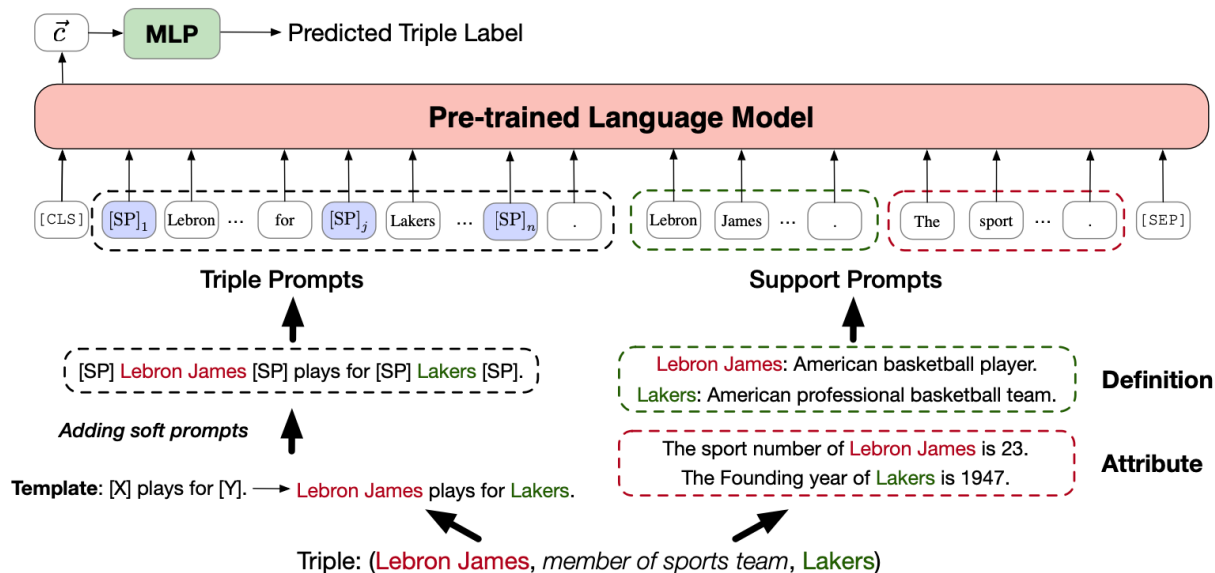 c⃗ MLP Predicted Triple Label
Pre-trained Language Model
[CLS] [SP]₁ Lebron ... for [SP]ⱼ Lakers ... [SP]ₙ . Lebron James ... . The sport ... . [SEP]
Triple Prompts
Support Prompts
[SP] Lebron James [SP] plays for [SP] Lakers [SP].
Lebron James: American basketball player.
Lakers: American professional basketball team.
Definition
Adding soft prompts
The sport number of Lebron James is 23.
The Founding year of Lakers is 1947.
Attribute
Template: [X] plays for [Y]. Lebron James plays for Lakers.
Triple: (Lebron James, member of sports team, Lakers)